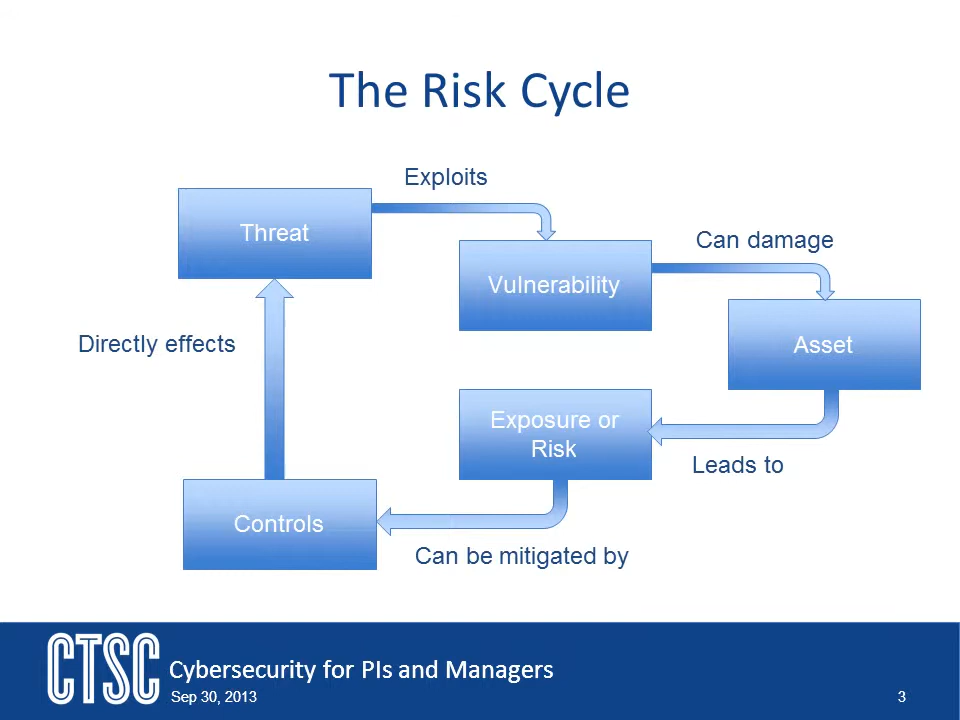 The Risk Cycle
Exploits
Threat
Can damage
Vulnerability
Directly effects
Asset
Exposure or
Risk
Leads to
Controls
Can be mitigated by
CTSC
Cybersecurity for PIs and Managers
Sep 30, 2013
3